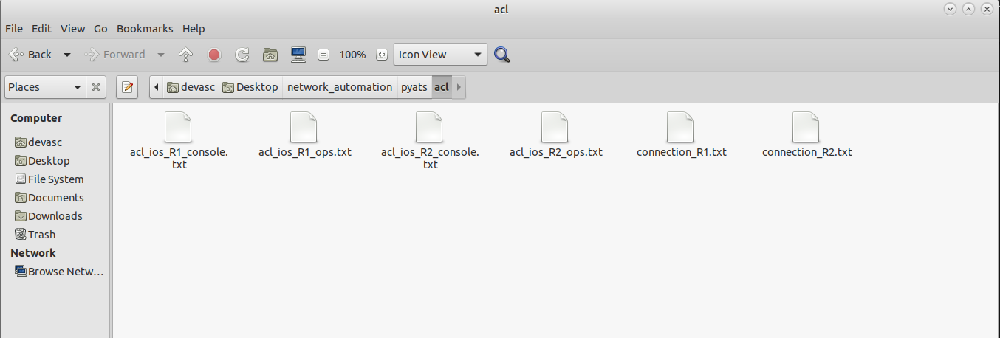 acl
File Edit View Go Bookmarks Help
Back Forward 100% Icon View
Places devasc Desktop network_automation pyats acl
Computer
devasc
Desktop
File System
Documents
Downloads
Trash
Network
Browse Netw...
acl_ios_R1_console.
txt
acl_ios_R1_ops.txt
acl_ios_R2_console.
txt
acl_ios_R2_ops.txt
connection_R1.txt
connection_R2.txt